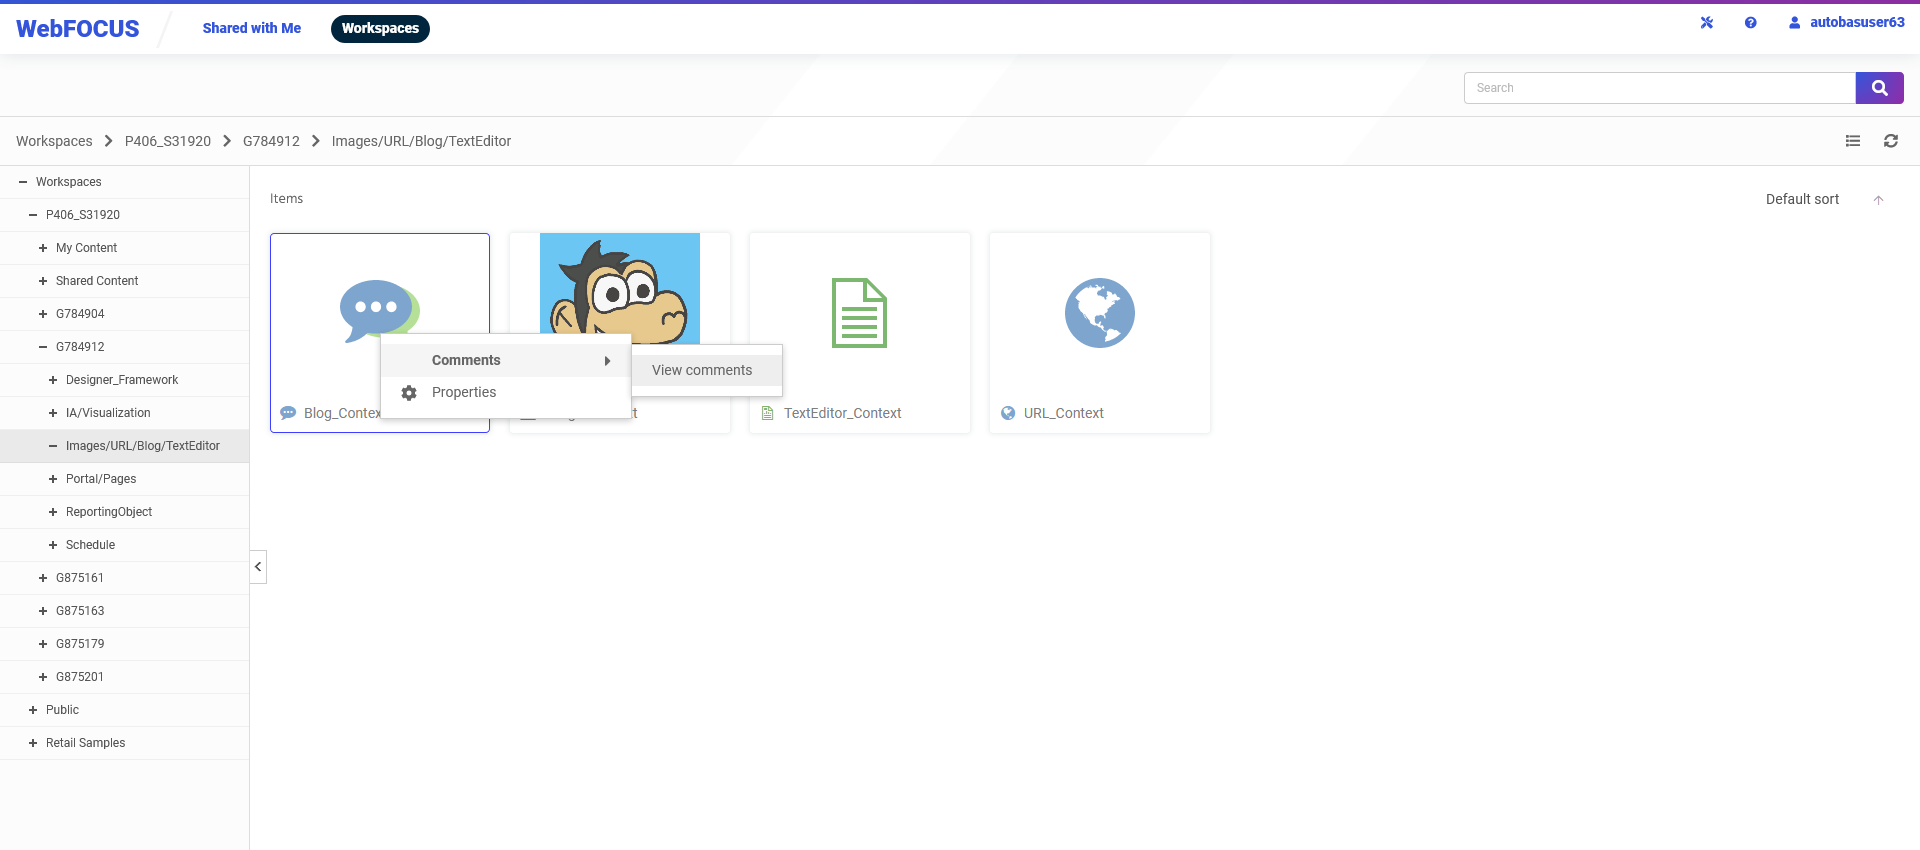 WebFOCUS
Shared with Me
Workspaces
autobasuser63
Search
Workspaces
P406_S31920
G784912
Images/URL/Blog/TextEditor
Workspaces
P406_S31920
My Content
Shared Content
G784904
G784912
Designer_Framework
IA/Visualization
Images/URL/Blog/TextEditor
Portal/Pages
ReportingObject
Schedule
G875161
G875163
G875179
G875201
Public
Retail Samples
Items
Default sort
Comments
View comments
Properties
TextEditor_Context
URL_Context